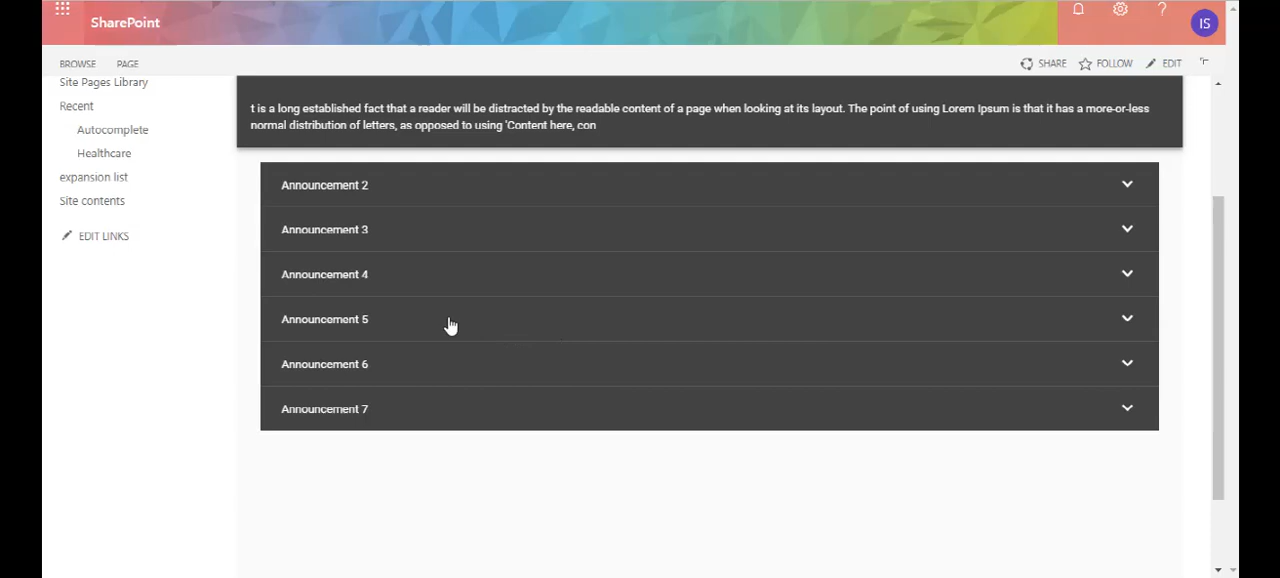 SharePoint
?
IS
BROWSE PAGE
SHARE FOLLOW EDIT
Site Pages Library
Recent
Autocomplete
Healthcare
expansion list
Site contents
EDIT LINKS
t is a long established fact that a reader will be distracted by the readable content of a page when looking at its layout. The point of using Lorem Ipsum is that it has a more-or-less
normal distribution of letters, as opposed to using 'Content here, con
Announcement 2
Announcement 3
Announcement 4
Announcement 5
Announcement 6
Announcement 7